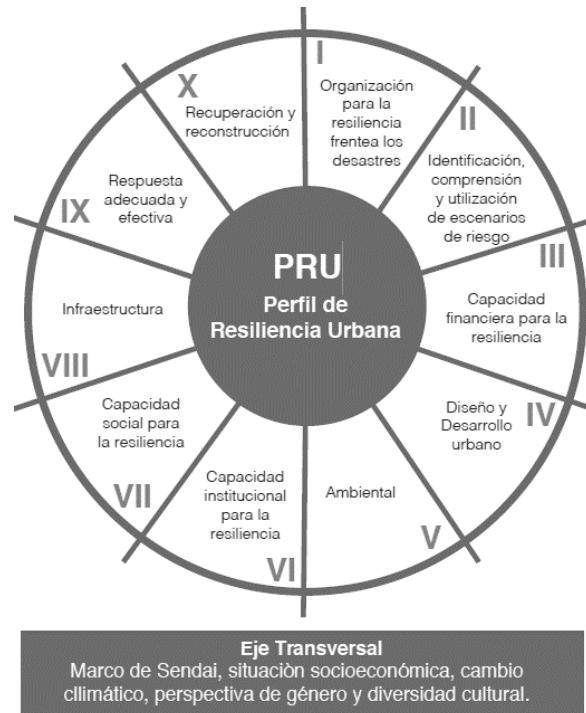 I
Organización
para la
resiliencia
frentea los
desastres
II
Identificación,
comprensión
y utilización
de escenarios
de riesgo
III
Capacidad
financiera para la
resiliencia
IV
Diseño y
Desarrollo
urbano
V
Ambiental
VI
Capacidad
institucional
para la
resiliencia
VII
Capacidad
social para
la resiliencia
VIII
Infraestructura
IX
Respuesta
adecuada y
efectiva
X
Recuperación y
reconstrucción
PRU
Perfil de
Resiliencia Urbana
Eje Transversal
Marco de Sendai, situaciòn socioeconómica, cambio
cllimático, perspectiva de género y diversidad cultural.